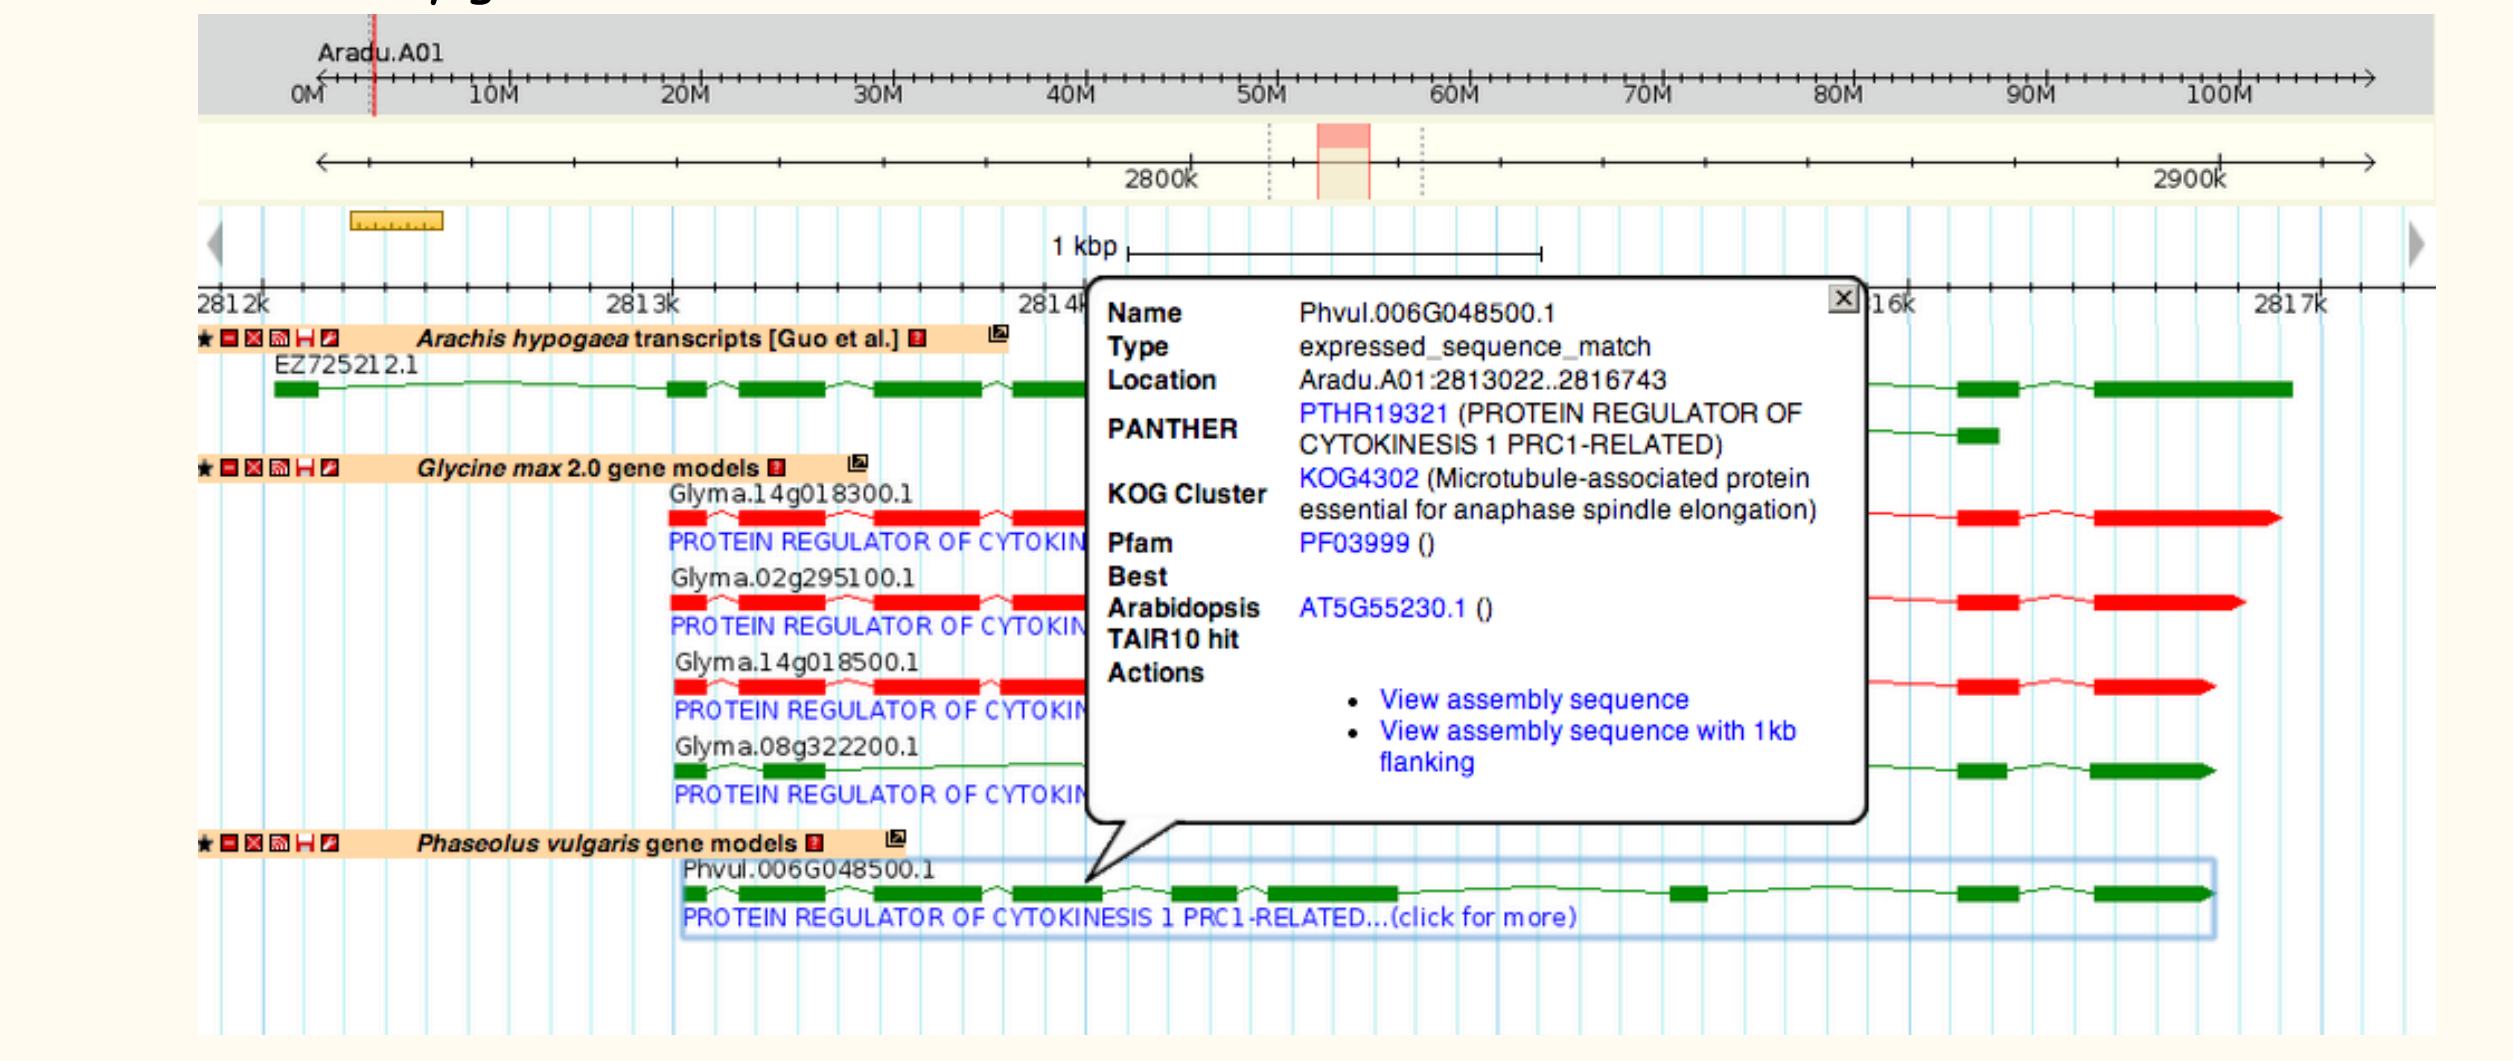 Aradu.A01
0M 10M 20M 30M 40M 50M 60M 70M 80M 90M 100M
2800k 2900k
1 kbp
2812k 2813k 2814k 16k 2817k
Arachis hypogaea transcripts [Guo et al.] ?
EZ725212.1
Glycine max 2.0 gene models ?
Glyma.14g018300.1
PROTEIN REGULATOR OF CYTOKIN
Glyma.02g295100.1
PROTEIN REGULATOR OF CYTOKIN
Glyma.14g018500.1
PROTEIN REGULATOR OF CYTOKIN
Glyma.08g322200.1
PROTEIN REGULATOR OF CYTOKIN
Phaseolus vulgaris gene models ?
Phvul.006G048500.1
PROTEIN REGULATOR OF CYTOKINESIS 1 PRC1-RELATED...(click for more)
Name Phvul.006G048500.1
Type expressed_sequence_match
Location Aradu.A01:2813022..2816743
PANTHER PTHR19321 (PROTEIN REGULATOR OF
CYTOKINESIS 1 PRC1-RELATED)
KOG Cluster KOG4302 (Microtubule-associated protein
essential for anaphase spindle elongation)
Pfam PF03999 ()
Best
Arabidopsis AT5G55230.1 ()
TAIR10 hit
Actions
• View assembly sequence
• View assembly sequence with 1kb
flanking